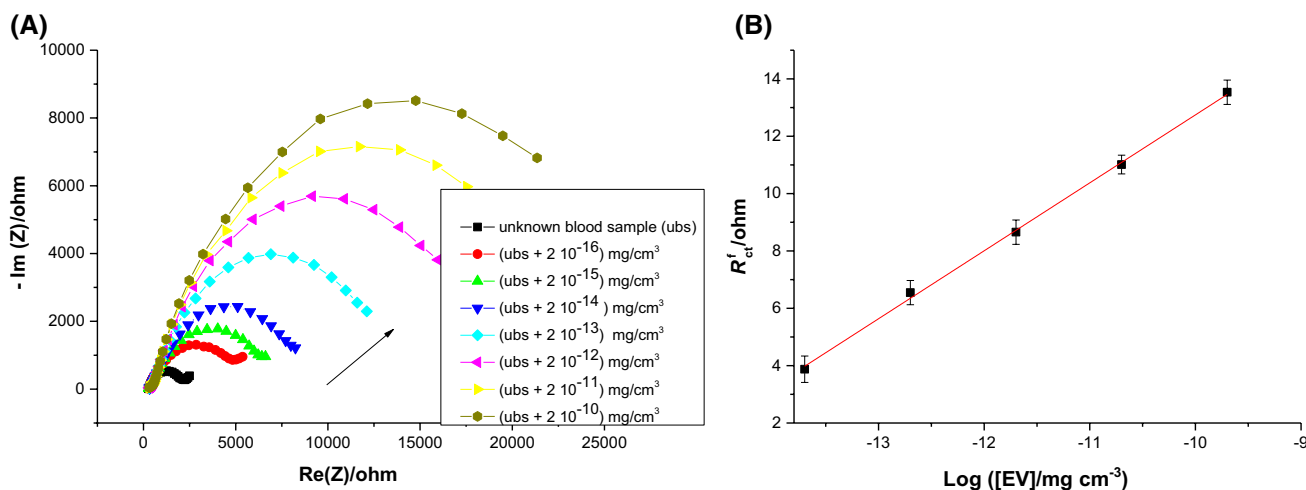 (A)
10000
8000
6000
4000
2000
0
- Im (Z)/ohm
0 5000 10000 15000 20000 25000
Re(Z)/ohm
unknown blood sample (ubs)
(ubs + 2 10⁻¹⁶) mg/cm³
(ubs + 2 10⁻¹⁵) mg/cm³
(ubs + 2 10⁻¹⁴ ) mg/cm³
(ubs + 2 10⁻¹³) mg/cm³
(ubs + 2 10⁻¹²) mg/cm³
(ubs + 2 10⁻¹¹) mg/cm³
(ubs + 2 10⁻¹⁰) mg/cm³
(B)
14
12
10
8
6
4
2
Rᶠct/ohm
-13 -12 -11 -10 -9
Log ([EV]/mg cm⁻³)